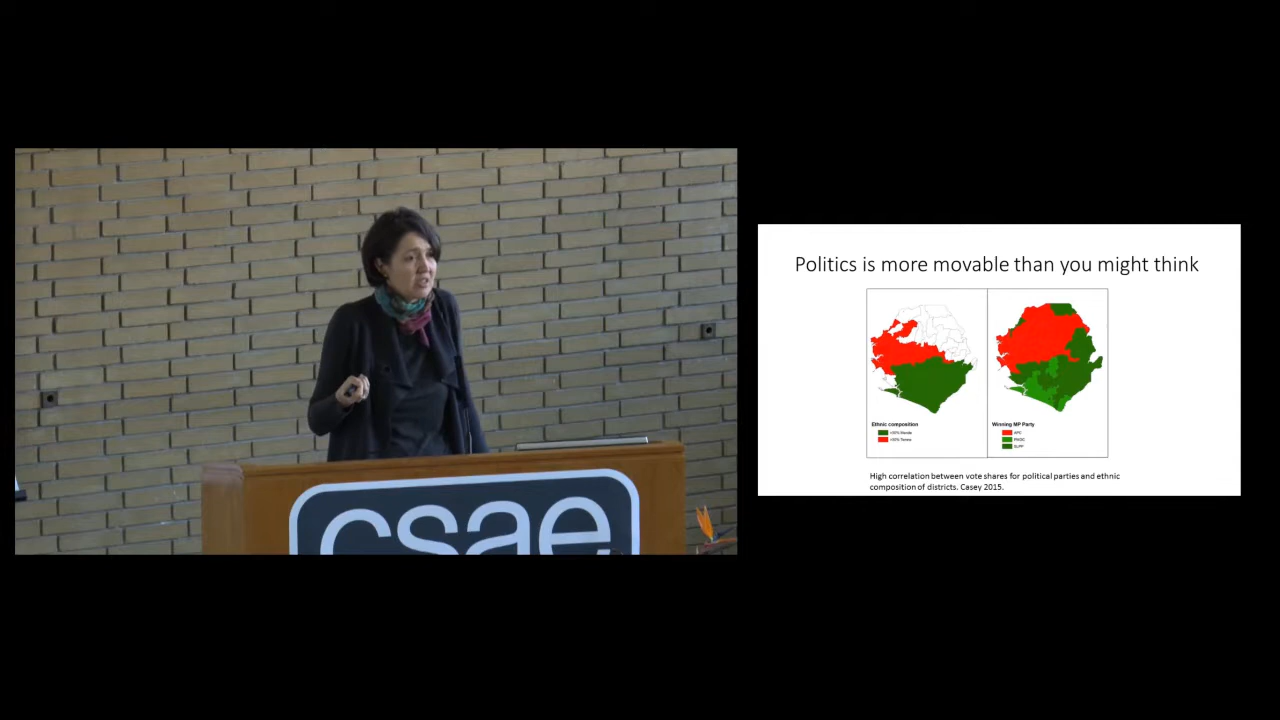 csae
Politics is more movable than you might think
Ethnic composition
>50% Mende
>50% Temne
Winning MP Party
APC
PMDC
SLPP
High correlation between vote shares for political parties and ethnic
composition of districts. Casey 2015.